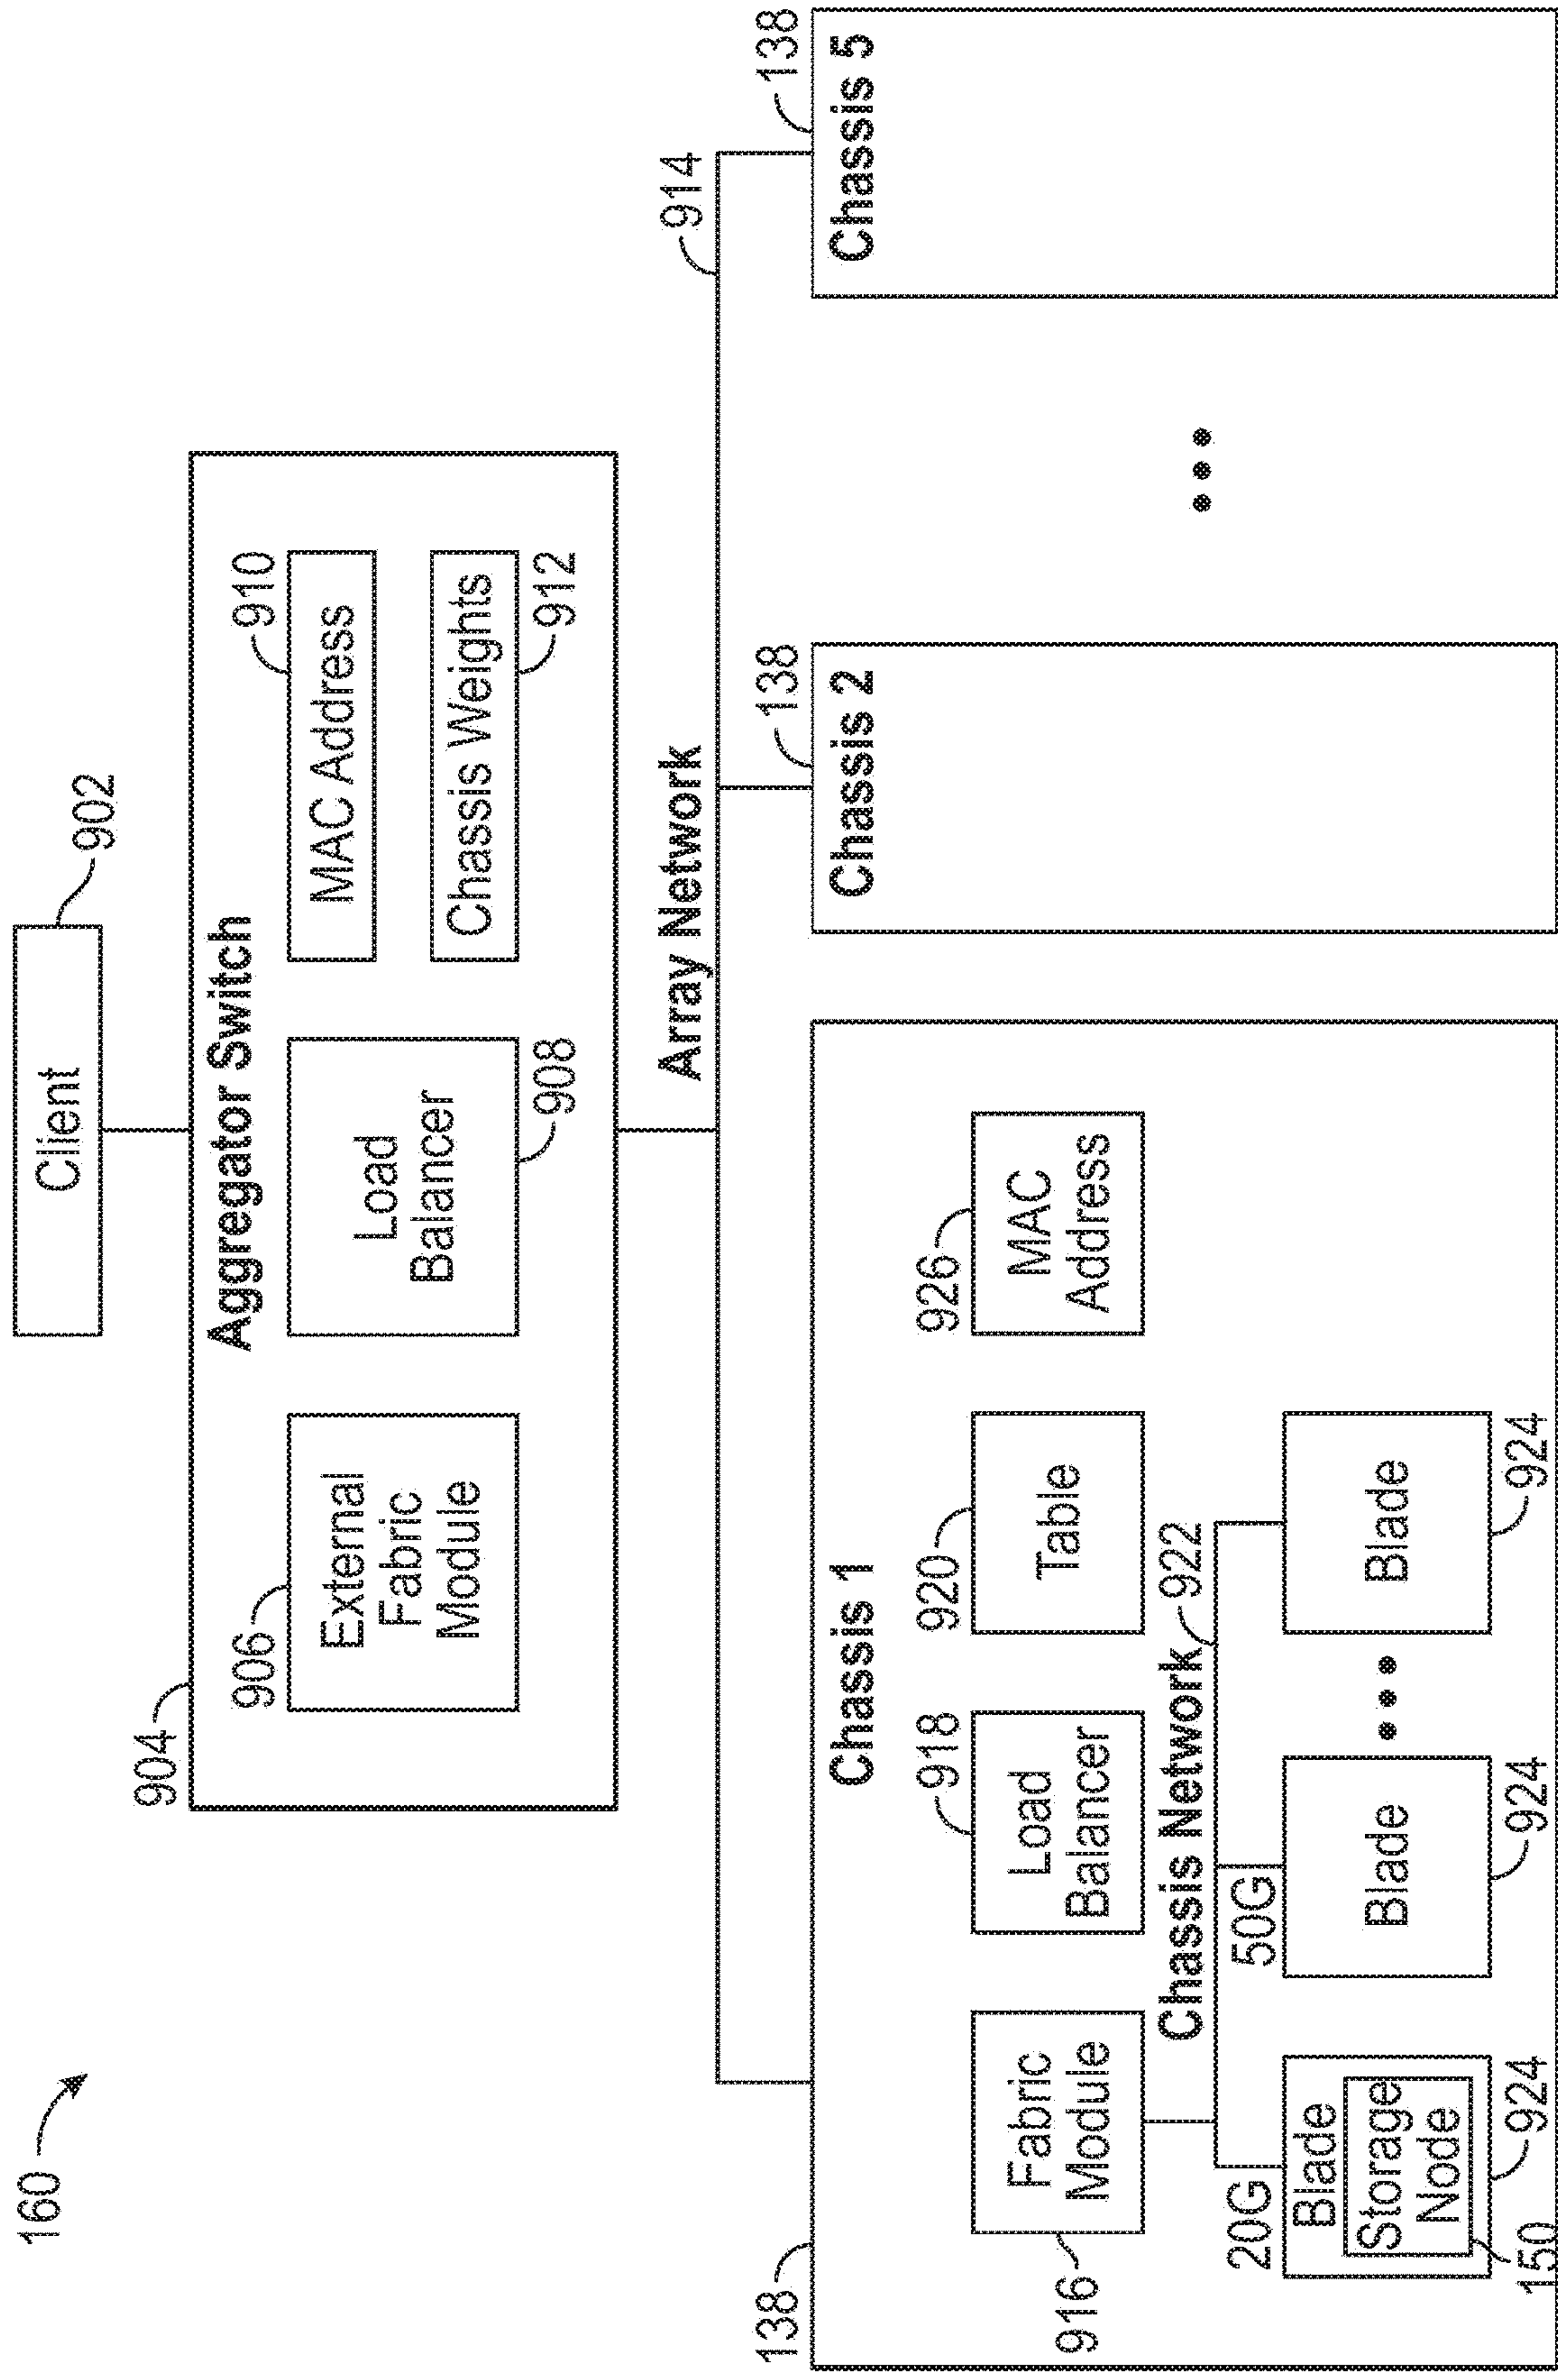 160
Client
902
904
Aggregator Switch
906
External
Fabric
Module
Load
Balancer
908
910
MAC Address
Chassis Weights
912
Array Network
914
138
Chassis 1
916
Fabric
Module
918
Load
Balancer
920
Table
926
MAC
Address
Chassis Network
922
20G
50G
Blade
Storage
Node
150
924
Blade
924
Blade
924
138
Chassis 2
138
Chassis 5